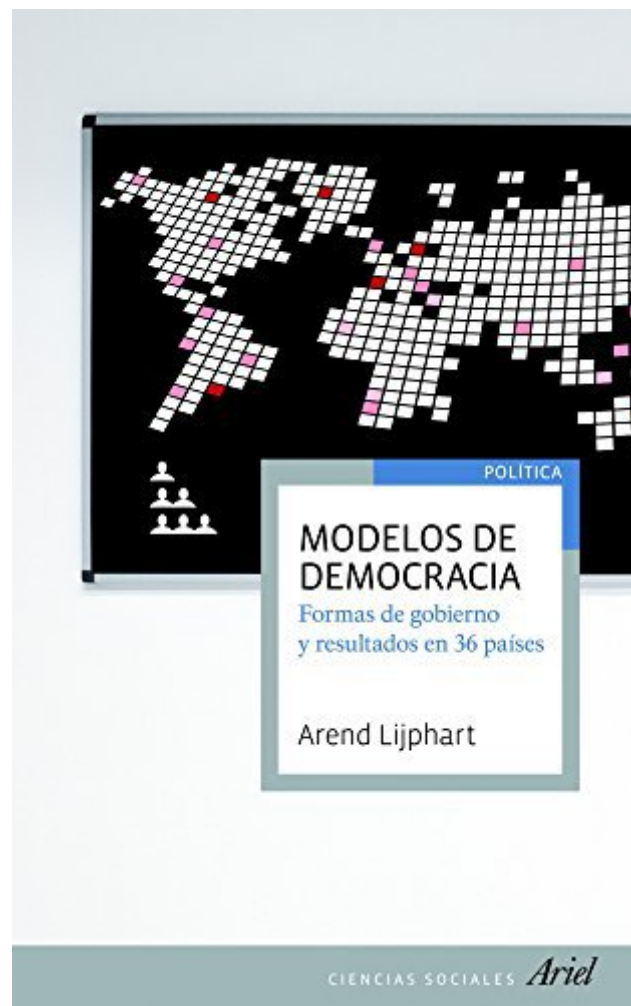 POLÍTICA
MODELOS DE
DEMOCRACIA
Formas de gobierno
y resultados en 36 países
Arend Lijphart
CIENCIAS SOCIALES Ariel